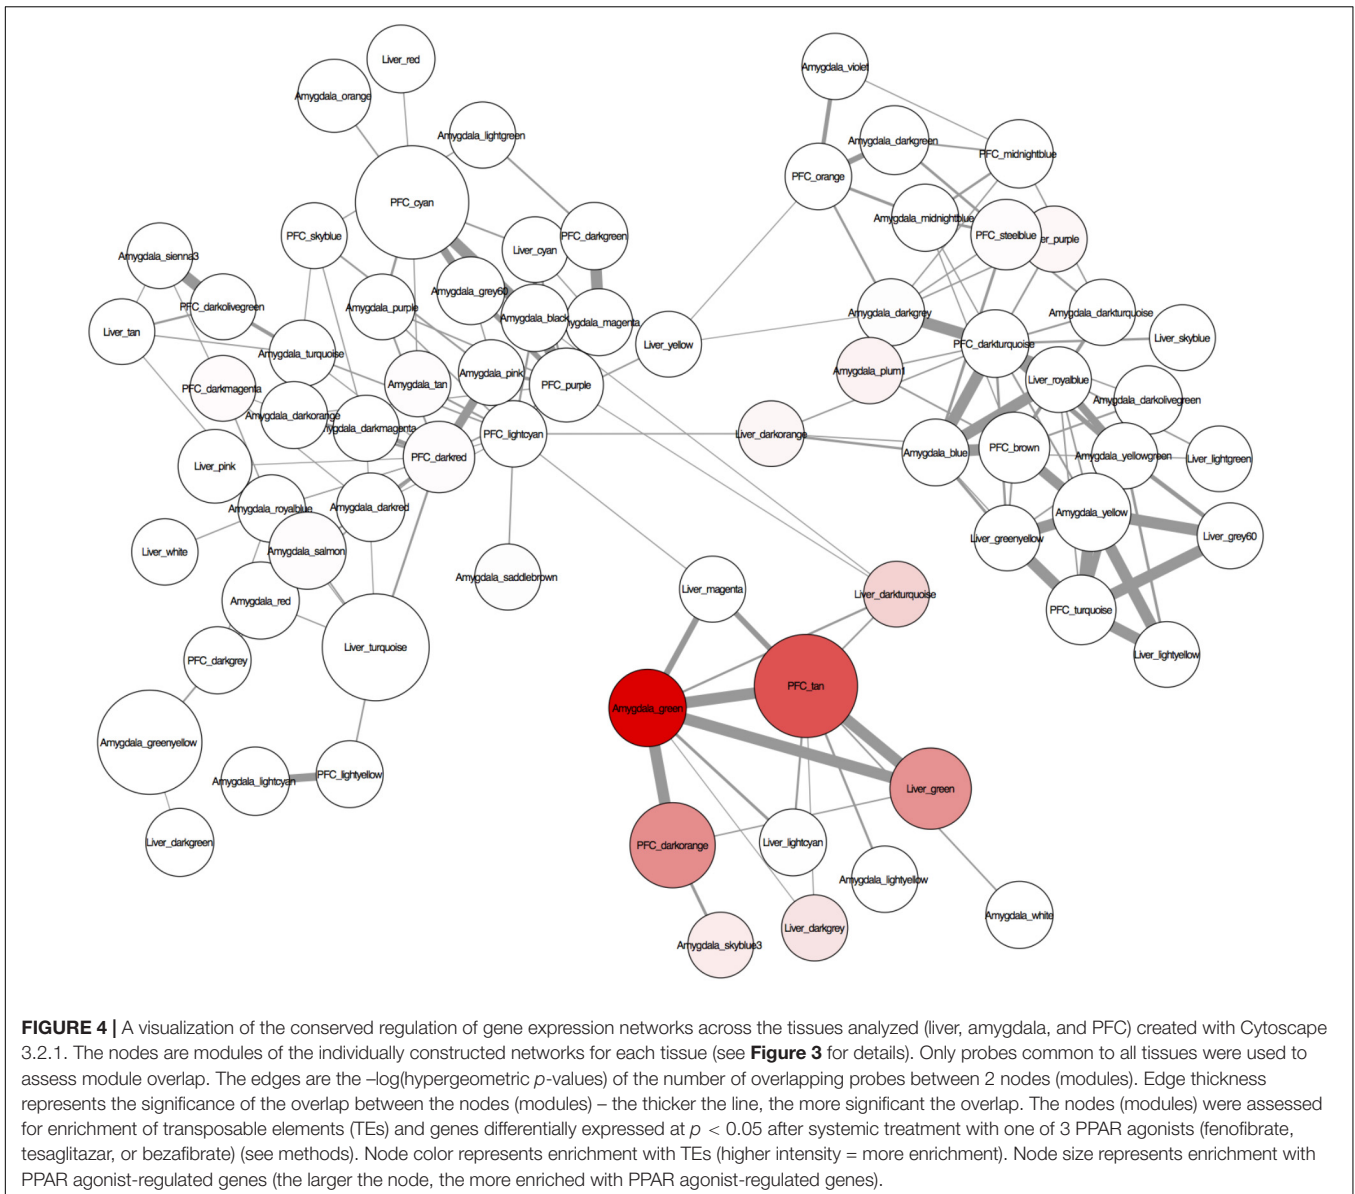 Liver_red
Amygdala_orange
Amygdala_violet
Amygdala_lightgreen
Amygdala_darkgreen
PFC_midnightblue
PFC_orange
PFC_cyan
Amygdala_midnightblue
PFC_skyblue
PFC_darkgreen
PFC_steelblue
er_purple
Liver_cyan
Amygdala_sienna3
Amygdala_grey60
PFC_darkolivegreen
Amygdala_purple
Amygdala_darkgrey
Amygdala_darkturquoise
Amygdala_black
ygdala_magenta
Liver_tan
Liver_yellow
PFC_darkturquoise
Liver_skyblue
Amygdala_turquoise
Amygdala_pink
Amygdala_plum1
Liver_royalblue
PFC_darkmagenta
Amygdala_tan
PFC_purple
Amygdala_darkolivegreen
Amygdala_darkorange
ygdala_darkmagenta
PFC_lightcyan
Liver_darkorange
PFC_brown
Amygdala_blue
Amygdala_yellowgreen
Liver_lightgreen
PFC_darkred
Liver_pink
Amygdala_royalblue
Amygdala_darkred
Amygdala_yellow
Liver_greenyellow
Liver_grey60
Liver_white
Amygdala_salmon
Amygdala_saddlebrown
Liver_magenta
Liver_darkturquoise
Amygdala_red
PFC_turquoise
Liver_turquoise
Liver_lightyellow
PFC_darkgrey
PFC_tan
Amygdala_green
Amygdala_greenyellow
Amygdala_lightcyan
PFC_lightyellow
Liver_green
Liver_darkgreen
PFC_darkorange
Liver_lightcyan
Amygdala_lightyellow
Amygdala_white
Liver_darkgrey
Amygdala_skyblue3
FIGURE 4 | A visualization of the conserved regulation of gene expression networks across the tissues analyzed (liver, amygdala, and PFC) created with Cytoscape
3.2.1. The nodes are modules of the individually constructed networks for each tissue (see Figure 3 for details). Only probes common to all tissues were used to
assess module overlap. The edges are the –log(hypergeometric p-values) of the number of overlapping probes between 2 nodes (modules). Edge thickness
represents the significance of the overlap between the nodes (modules) – the thicker the line, the more significant the overlap. The nodes (modules) were assessed
for enrichment of transposable elements (TEs) and genes differentially expressed at p < 0.05 after systemic treatment with one of 3 PPAR agonists (fenofibrate,
tesaglitazar, or bezafibrate) (see methods). Node color represents enrichment with TEs (higher intensity = more enrichment). Node size represents enrichment with
PPAR agonist-regulated genes (the larger the node, the more enriched with PPAR agonist-regulated genes).